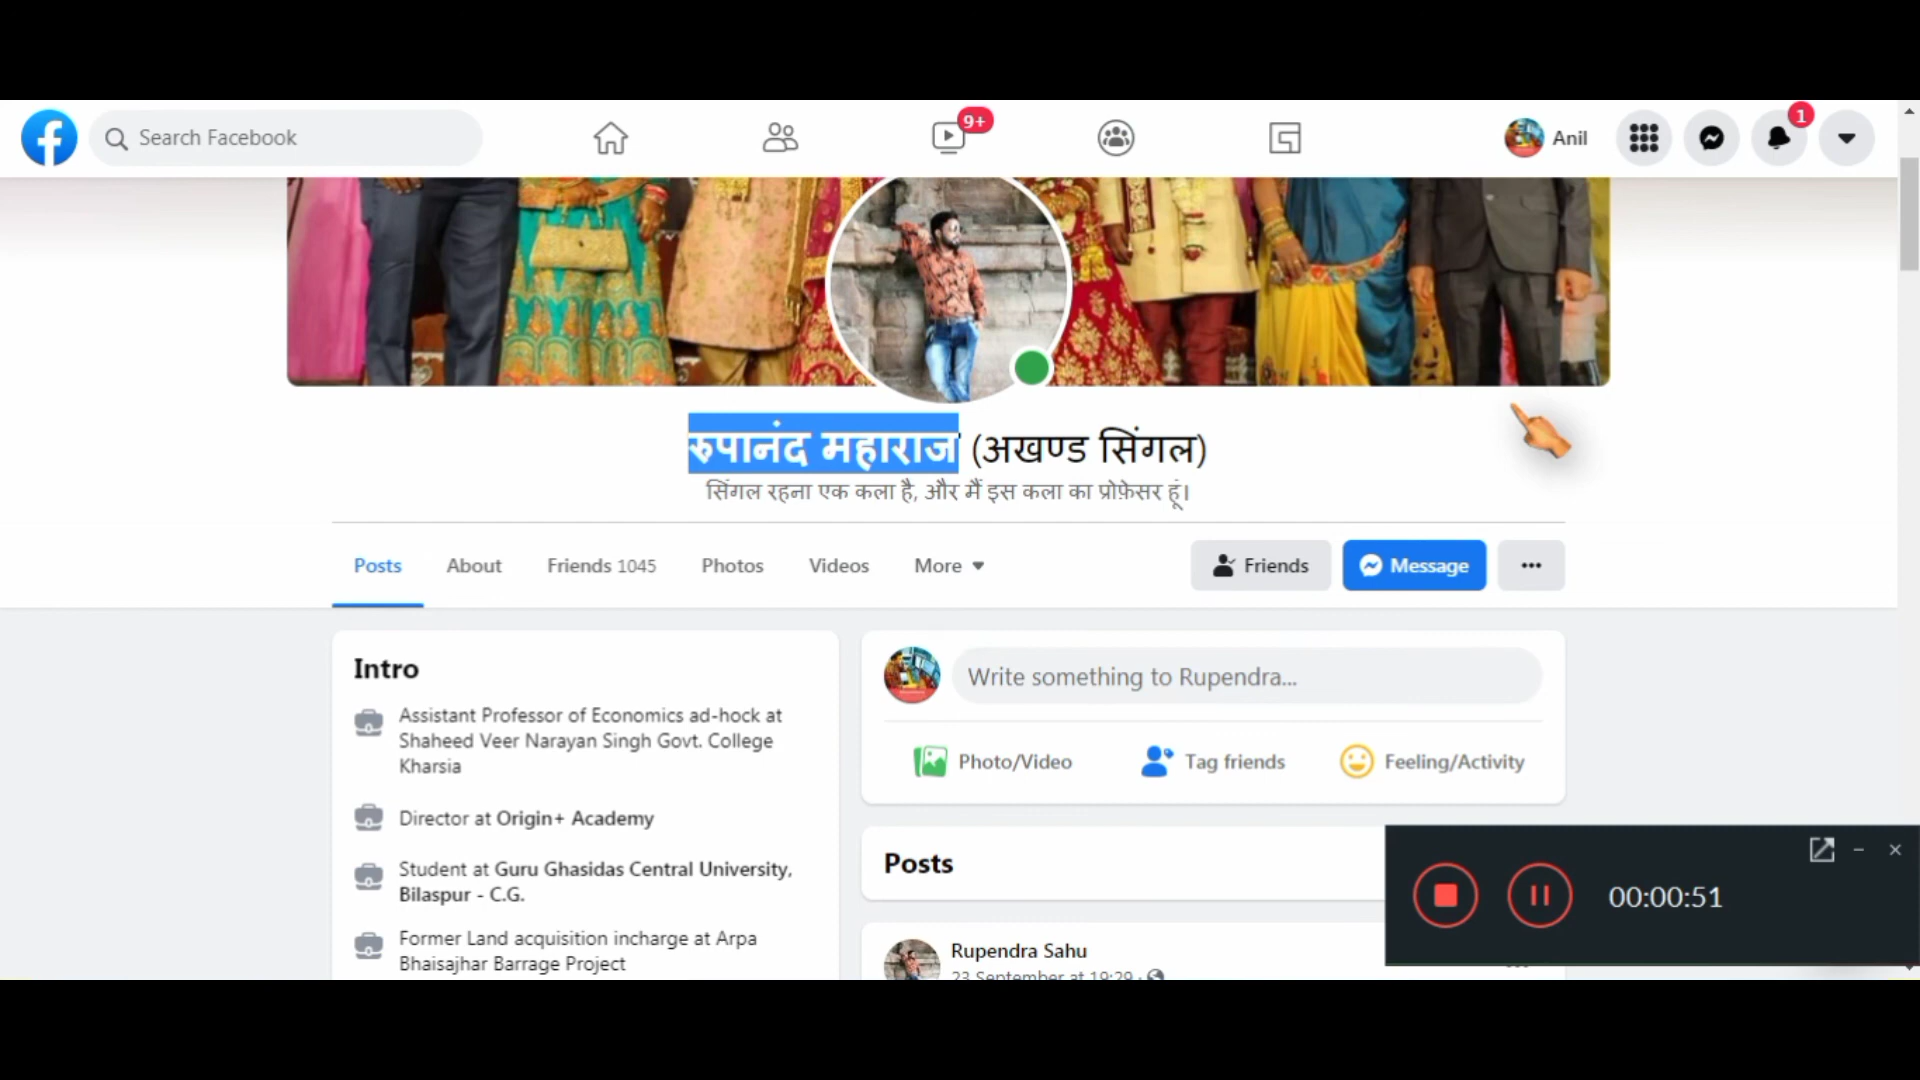 Search Facebook
9+
Anil
1
रुपानंद महाराज (अखण्ड सिंगल)
सिंगल रहना एक कला है, और मैं इस कला का प्रोफ़ेसर हूं।
Posts About Friends 1045 Photos Videos More
Friends Message
Intro
Assistant Professor of Economics ad-hock at
Shaheed Veer Narayan Singh Govt. College
Kharsia
Director at Origin+ Academy
Student at Guru Ghasidas Central University,
Bilaspur - C.G.
Former Land acquisition incharge at Arpa
Bhaisajhar Barrage Project
Write something to Rupendra...
Photo/Video Tag friends Feeling/Activity
Posts
Rupendra Sahu
23 September at 19:29 ·
00:00:51